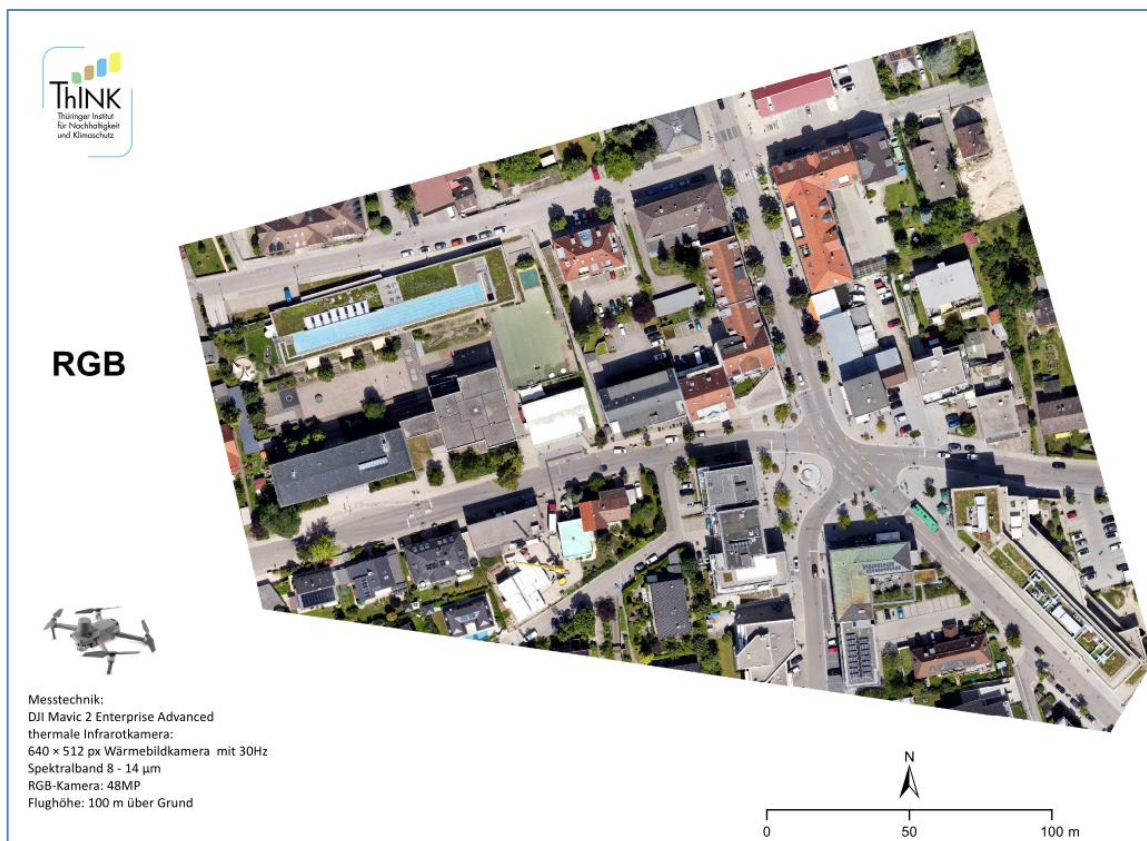 ThINK
Thüringer Institut
für Nachhaltigkeit
und Klimaschutz
RGB
Messtechnik:
DJI Mavic 2 Enterprise Advanced
thermale Infrarotkamera:
640 × 512 px Wärmebildkamera mit 30Hz
Spektralband 8 - 14 µm
RGB-Kamera: 48MP
Flughöhe: 100 m über Grund
N
0 50 100 m